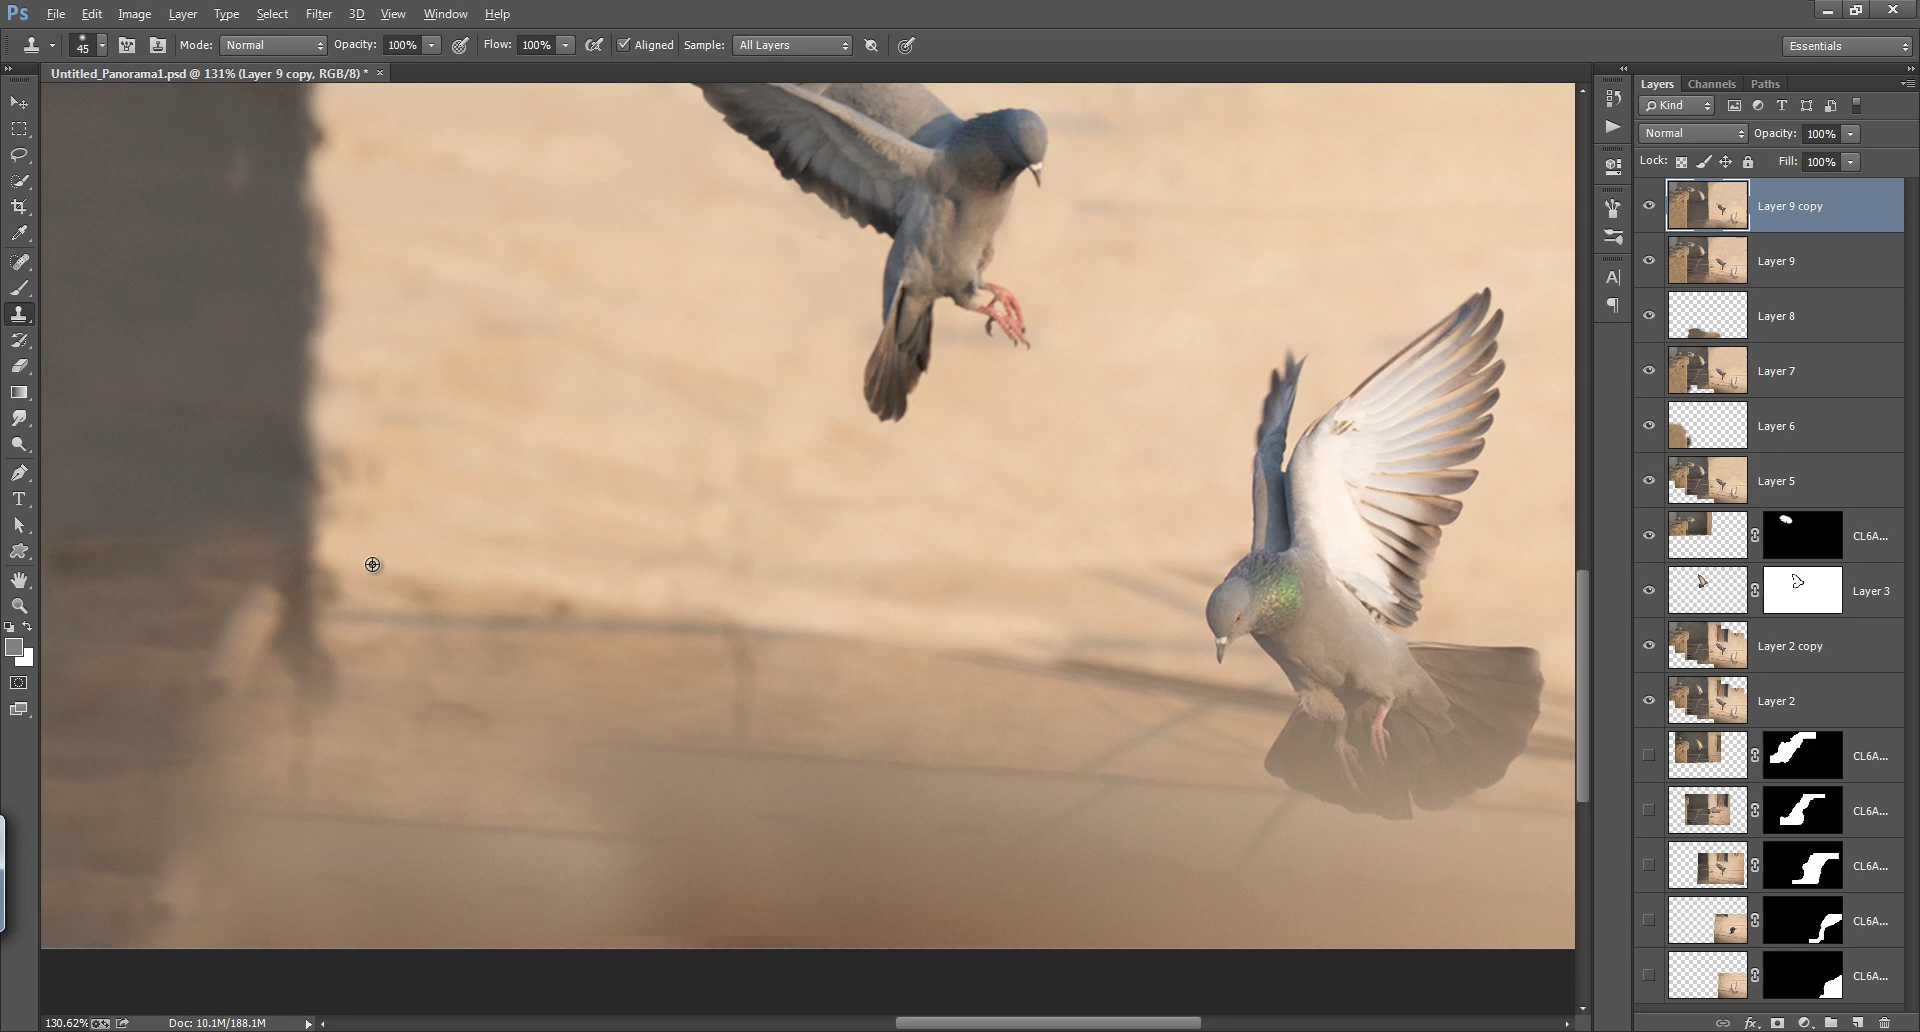 Ps File Edit Image Layer Type Select Filter 3D View Window Help
45 Mode: Normal Opacity: 100% Flow: 100% Aligned Sample: All Layers Essentials
Untitled_Panorama1.psd @ 131% (Layer 9 copy, RGB/8) * ×
Layers Channels Paths
Kind
Normal Opacity: 100%
Lock: Fill: 100%
Layer 9 copy
Layer 9
Layer 8
Layer 7
Layer 6
Layer 5
CL6A...
Layer 3
Layer 2 copy
Layer 2
CL6A...
CL6A...
CL6A...
CL6A...
CL6A...
130.62% Doc: 10.1M/188.1M